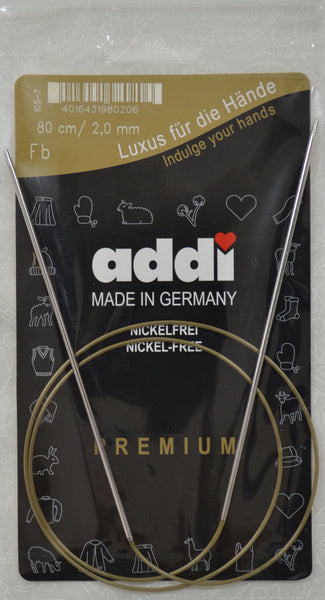 105-7
4016431980206
80 cm/ 2,0 mm
Fb
Luxus für die Hände
Indulge your hands
addi
MADE IN GERMANY
NICKELFREI
NICKEL-FREE
PREMIUM